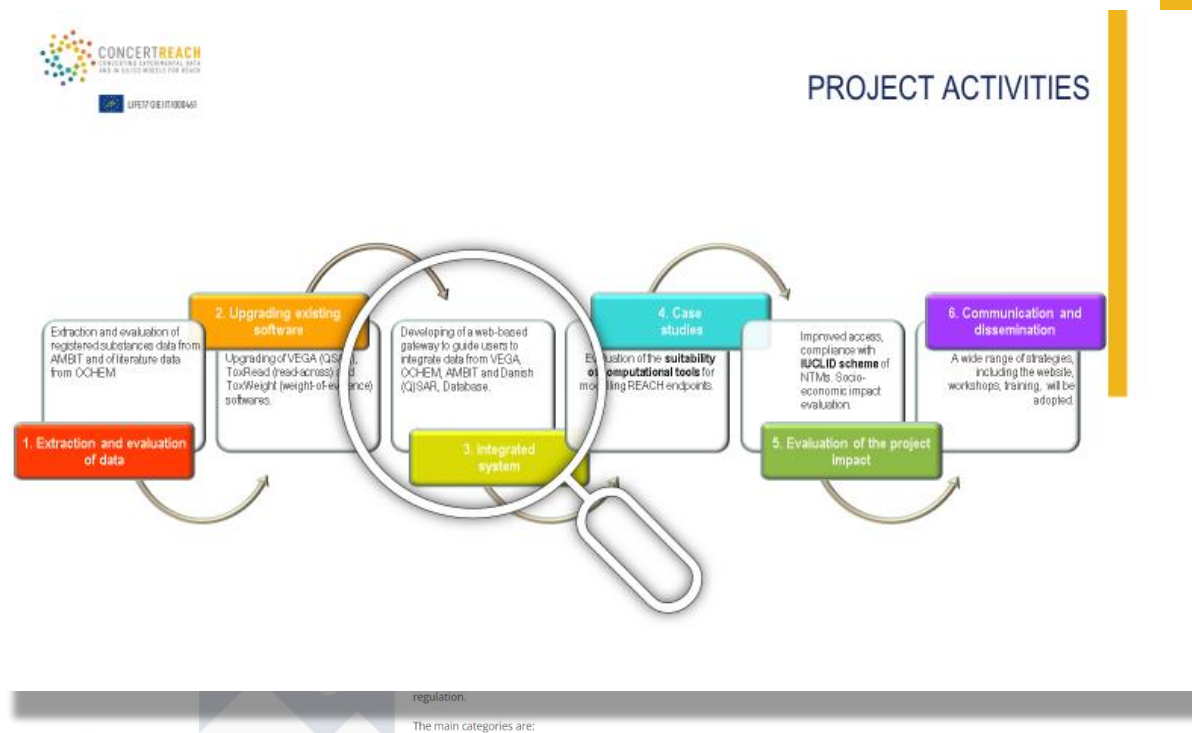 CONCERTREACH
CONCERTING EXPERIMENTAL DATA
AND IN SILICO MODELS FOR REACH
LIFE17 GIE/IT/000461
PROJECT ACTIVITIES
Extraction and evaluation of
registered substances data from
AMBIT and of literature data
from OCHEM
1. Extraction and evaluation
of data
2. Upgrading existing
software
Upgrading of VEGA (QSAR),
ToxRead (read-across) and
ToxWeight (weight-of-evidence)
softwares.
Developing of a web-based
gateway to guide users to
integrate data from VEGA,
OCHEM, AMBIT and Danish
(Q)SAR, Database.
3. Integrated
system
4. Case
studies
Evaluation of the suitability
of computational tools for
modelling REACH endpoints.
Improved access,
compliance with
IUCLID scheme of
NTMs. Socio-
economic impact
evaluation.
5. Evaluation of the project
impact
6. Communication and
dissemination
A wide range of strategies,
including the website,
workshops, training, will be
adopted.
regulation.
The main categories are: